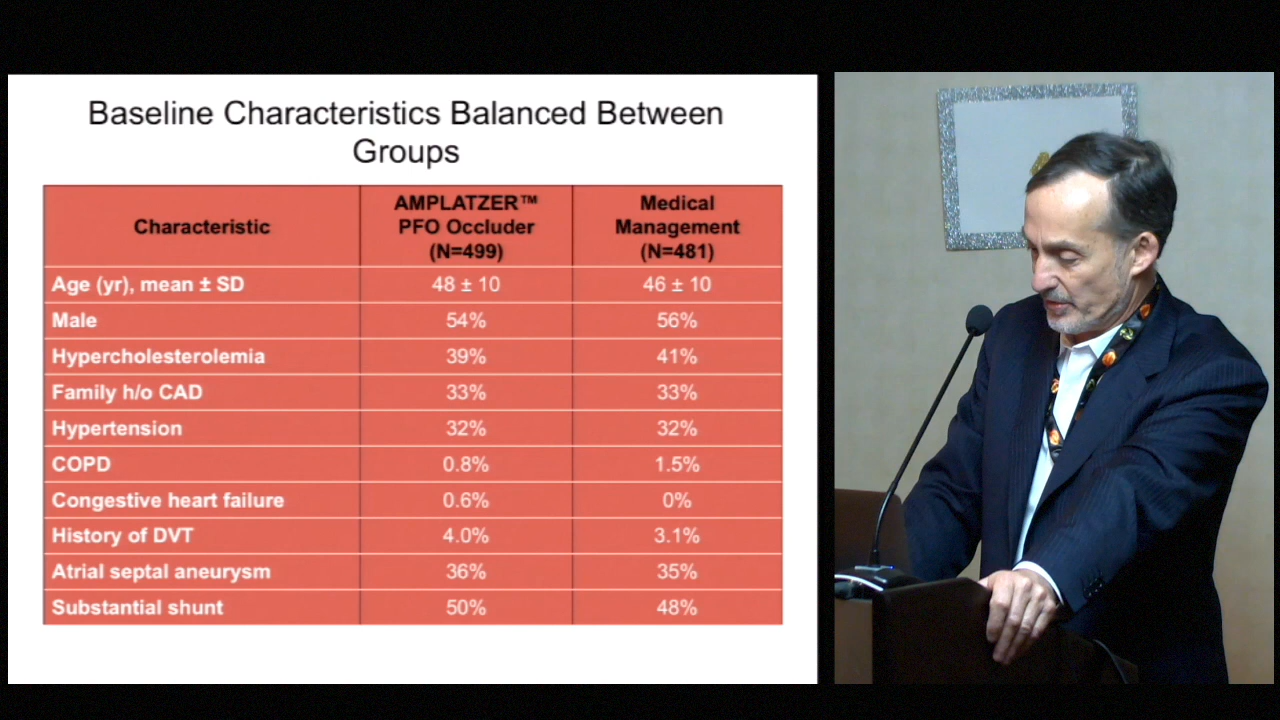 Baseline Characteristics Balanced Between
Groups
Characteristic
AMPLATZER™
PFO Occluder
(N=499)
Medical
Management
(N=481)
Age (yr), mean ± SD 48 ± 10 46 ± 10
Male 54% 56%
Hypercholesterolemia 39% 41%
Family h/o CAD 33% 33%
Hypertension 32% 32%
COPD 0.8% 1.5%
Congestive heart failure 0.6% 0%
History of DVT 4.0% 3.1%
Atrial septal aneurysm 36% 35%
Substantial shunt 50% 48%